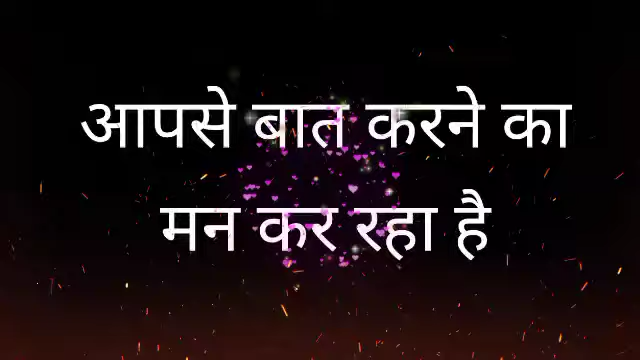 आपसे बात करने का
मन कर रहा है